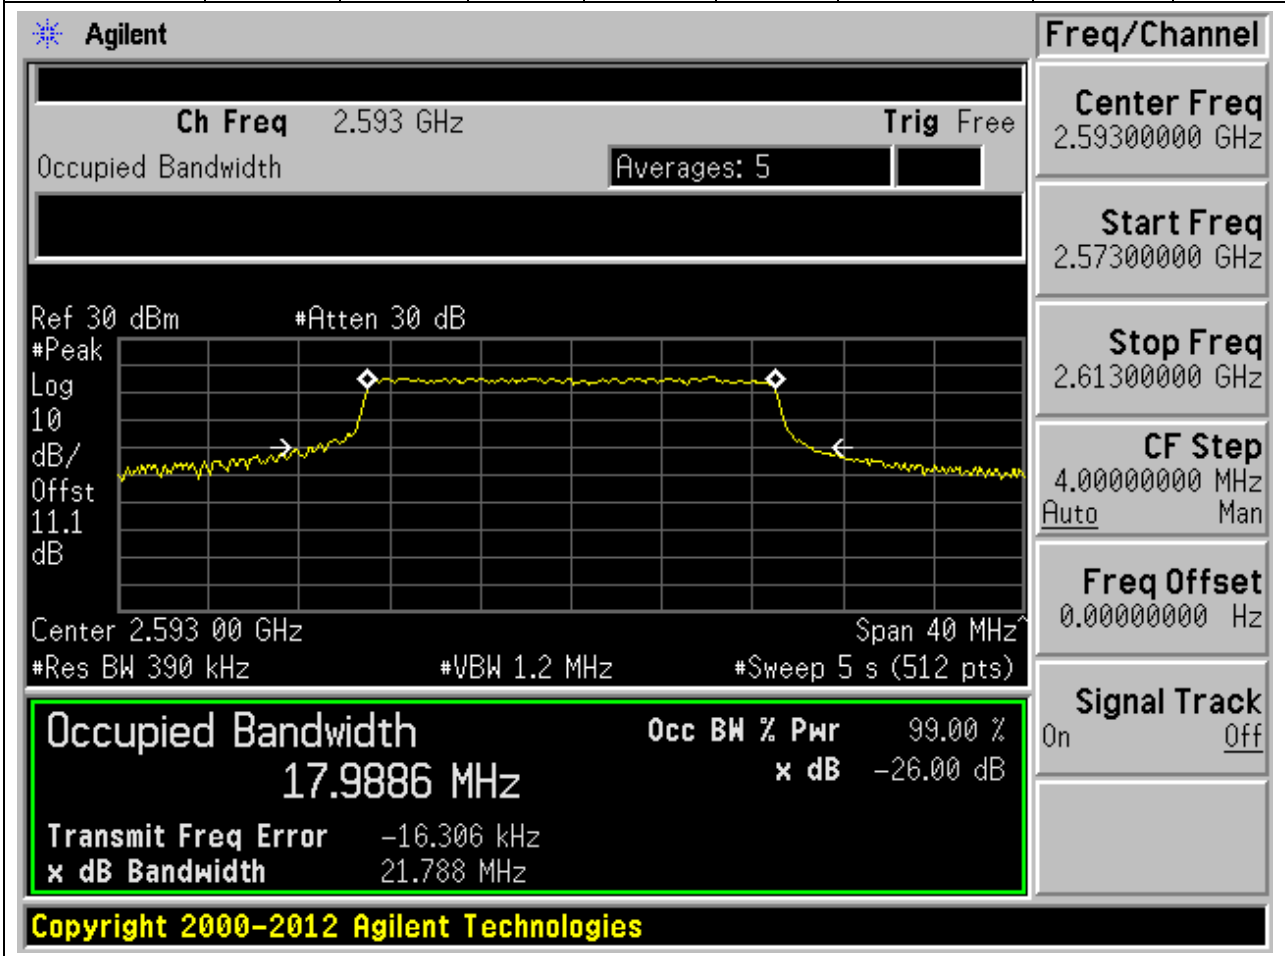 Agilent
Freq/Channel
Ch Freq 2.593 GHz Trig Free
Occupied Bandwidth Averages: 5
Center Freq
2.59300000 GHz
Start Freq
2.57300000 GHz
Stop Freq
2.61300000 GHz
CF Step
4.00000000 MHz
Auto Man
Freq Offset
0.00000000 Hz
Signal Track
On Off
Ref 30 dBm #Atten 30 dB
#Peak
Log
10
dB/
Offst
11.1
dB
Center 2.593 00 GHz Span 40 MHz^
#Res BW 390 kHz #VBW 1.2 MHz #Sweep 5 s (512 pts)
Occupied Bandwidth Occ BW % Pwr 99.00 %
17.9886 MHz x dB -26.00 dB
Transmit Freq Error -16.306 kHz
x dB Bandwidth 21.788 MHz
Copyright 2000-2012 Agilent Technologies